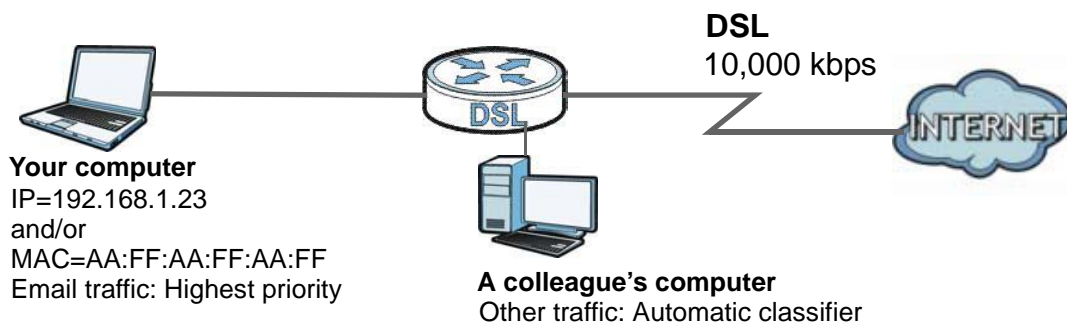 DSL
10,000 kbps
DSL
INTERNET
Your computer
IP=192.168.1.23
and/or
MAC=AA:FF:AA:FF:AA:FF
Email traffic: Highest priority
A colleague’s computer
Other traffic: Automatic classifier